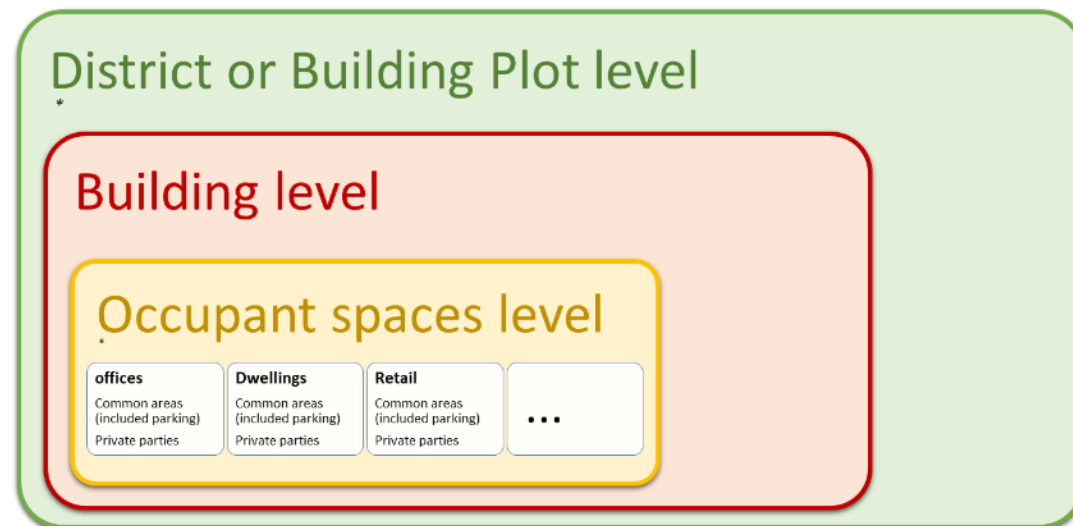 District or Building Plot level
*
Building level
Occupant spaces level
*
offices
Common areas
(included parking)
Private parties
Dwellings
Common areas
(included parking)
Private parties
Retail
Common areas
(included parking)
Private parties
...